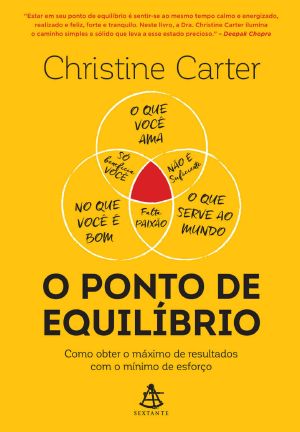 "Estar em seu ponto de equilíbrio é sentir-se ao mesmo tempo calmo e energizado,
realizado e feliz, forte e tranquilo. Neste livro, a Dra. Christine Carter ilumina
o caminho simples e sólido que leva a esse estado precioso." – Deepak Chopra
Christine Carter
O QUE
VOCÊ
AMA
SÓ
beneficia
VOCÊ
NÃO É
Suficiente
NO QUE
VOCÊ É
BOM
Falta
PAIXÃO
O QUE
SERVE AO
MUNDO
O PONTO DE
EQUILÍBRIO
Como obter o máximo de resultados
com o mínimo de esforço
SEXTANTE